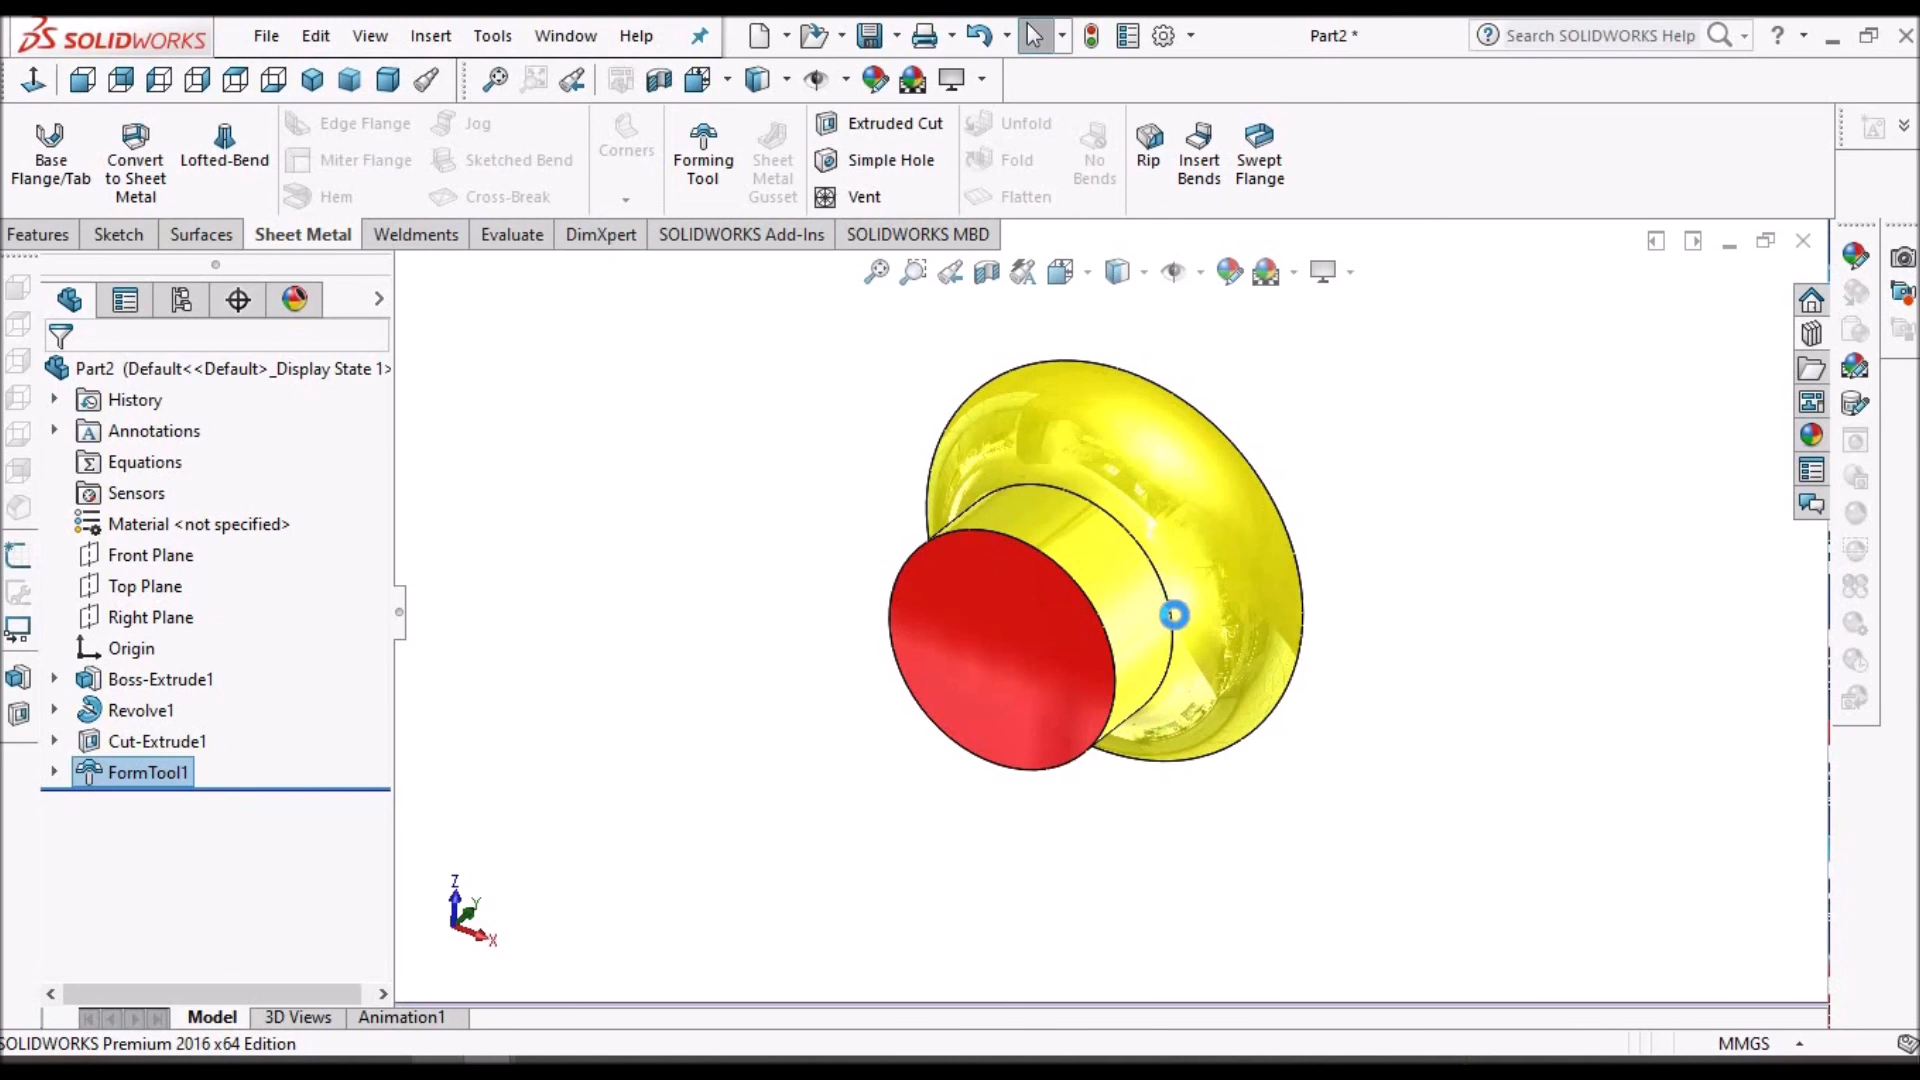 SOLIDWORKS File Edit View Insert Tools Window Help Part2 * Search SOLIDWORKS Help ?
Base Flange/Tab
Convert to Sheet Metal
Lofted-Bend
Edge Flange
Miter Flange
Hem
Jog
Sketched Bend
Cross-Break
Corners
Forming Tool
Sheet Metal Gusset
Extruded Cut
Simple Hole
Vent
Unfold
Fold
Flatten
No Bends
Rip
Insert Bends
Swept Flange
Features Sketch Surfaces Sheet Metal Weldments Evaluate DimXpert SOLIDWORKS Add-Ins SOLIDWORKS MBD
Part2 (Default<<Default>_Display State 1>
History
Annotations
Equations
Sensors
Material <not specified>
Front Plane
Top Plane
Right Plane
Origin
Boss-Extrude1
Revolve1
Cut-Extrude1
FormTool1
Z
Y
X
Model 3D Views Animation1
SOLIDWORKS Premium 2016 x64 Edition MMGS